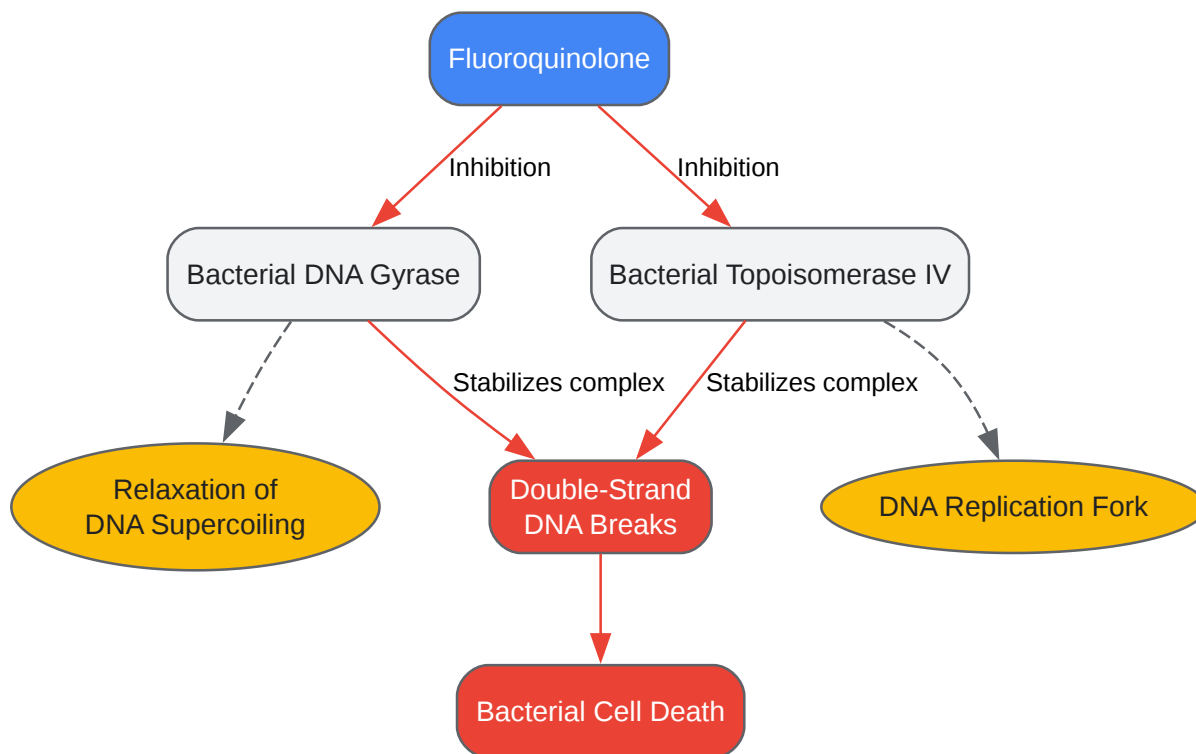 Fluoroquinolone
Inhibition
Inhibition
Bacterial DNA Gyrase
Bacterial Topoisomerase IV
Stabilizes complex
Stabilizes complex
Relaxation of
DNA Supercoiling
Double-Strand
DNA Breaks
DNA Replication Fork
Bacterial Cell Death